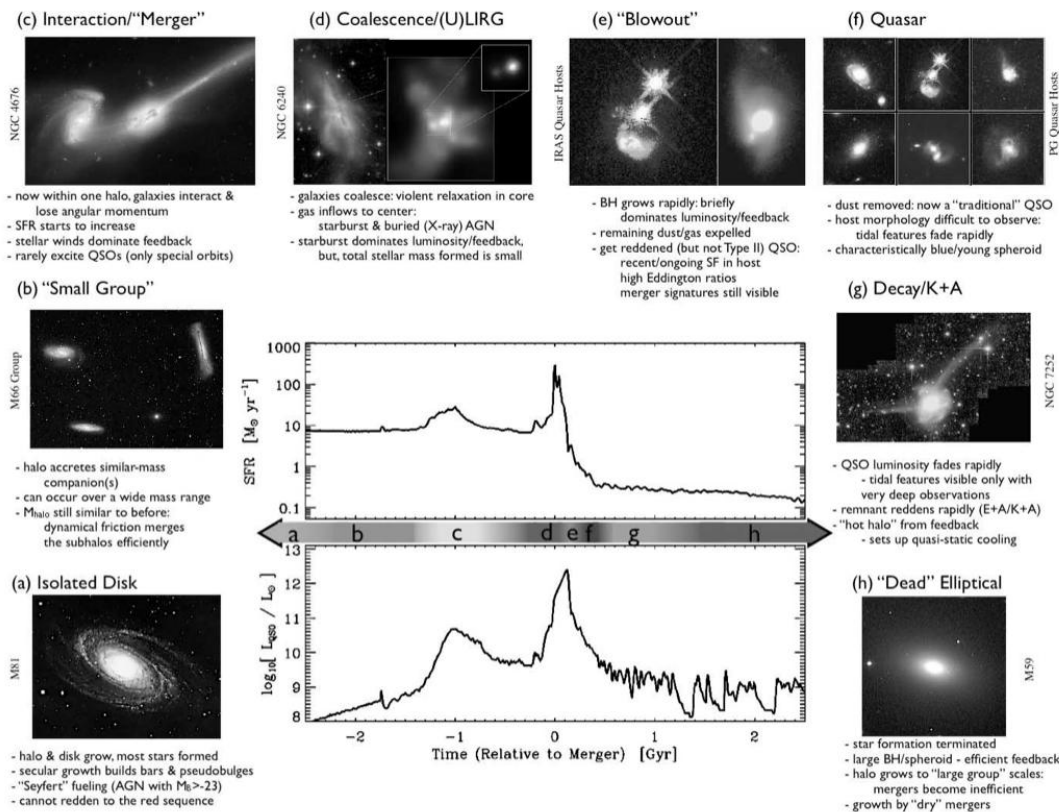 (c) Interaction/"Merger"
NGC 4676
- now within one halo, galaxies interact &
lose angular momentum
- SFR starts to increase
- stellar winds dominate feedback
- rarely excite QSOs (only special orbits)
(d) Coalescence/(U)LIRG
NGC 6240
- galaxies coalesce: violent relaxation in core
- gas inflows to center:
starburst & buried (X-ray) AGN
- starburst dominates luminosity/feedback,
but, total stellar mass formed is small
(e) "Blowout"
IRAS Quasar Hosts
- BH grows rapidly: briefly
dominates luminosity/feedback
- remaining dust/gas expelled
- get reddened (but not Type II) QSO:
recent/ongoing SF in host
high Eddington ratios
merger signatures still visible
(f) Quasar
PG Quasar Hosts
- dust removed: now a "traditional" QSO
- host morphology difficult to observe:
tidal features fade rapidly
- characteristically blue/young spheroid
(b) "Small Group"
M66 Group
- halo accretes similar-mass
companion(s)
- can occur over a wide mass range
- Mhalo still similar to before:
dynamical friction merges
the subhalos efficiently
(g) Decay/K+A
NGC 7252
- QSO luminosity fades rapidly
- tidal features visible only with
very deep observations
- remnant reddens rapidly (E+A/K+A)
- "hot halo" from feedback
- sets up quasi-static cooling
(a) Isolated Disk
M81
- halo & disk grow, most stars formed
- secular growth builds bars & pseudobulges
- "Seyfert" fueling (AGN with MB>-23)
- cannot redden to the red sequence
(h) "Dead" Elliptical
M59
- star formation terminated
- large BH/spheroid - efficient feedback
- halo grows to "large group" scales:
mergers become inefficient
- growth by "dry" mergers
1000
100
10
1
0.1
SFR [M⊙ yr⁻¹]
a b c d e f g h
13
12
11
10
9
8
log₁₀[ LQSO / L⊙ ]
-2 -1 0 1 2
Time (Relative to Merger) [Gyr]